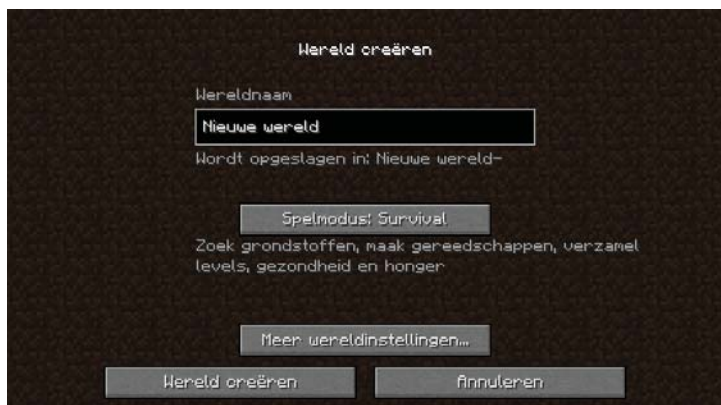 Wereld creëren
Wereldnaam
Nieuwe wereld
Wordt opgeslagen in: Nieuwe wereld-
Spelmodus: Survival
Zoek grondstoffen, maak gereedschappen, verzamel
levels, gezondheid en honger
Meer wereldinstellingen...
Wereld creëren
Annuleren